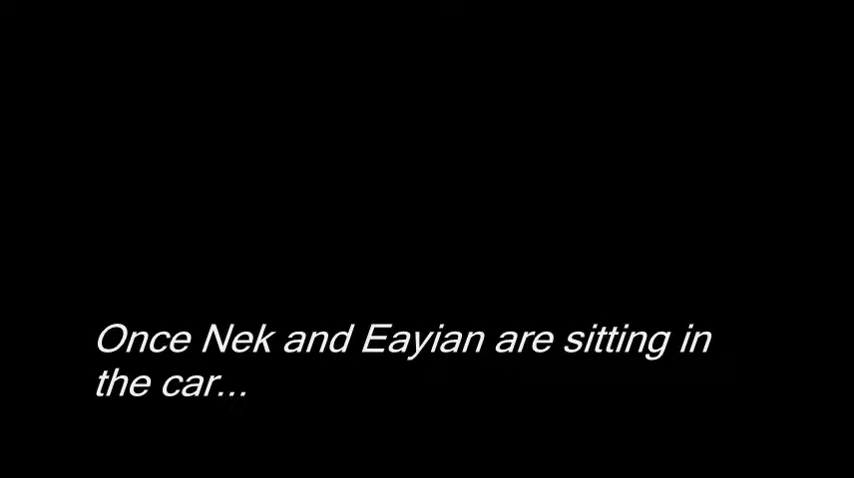 Once Nek and Eayian are sitting in
the car...